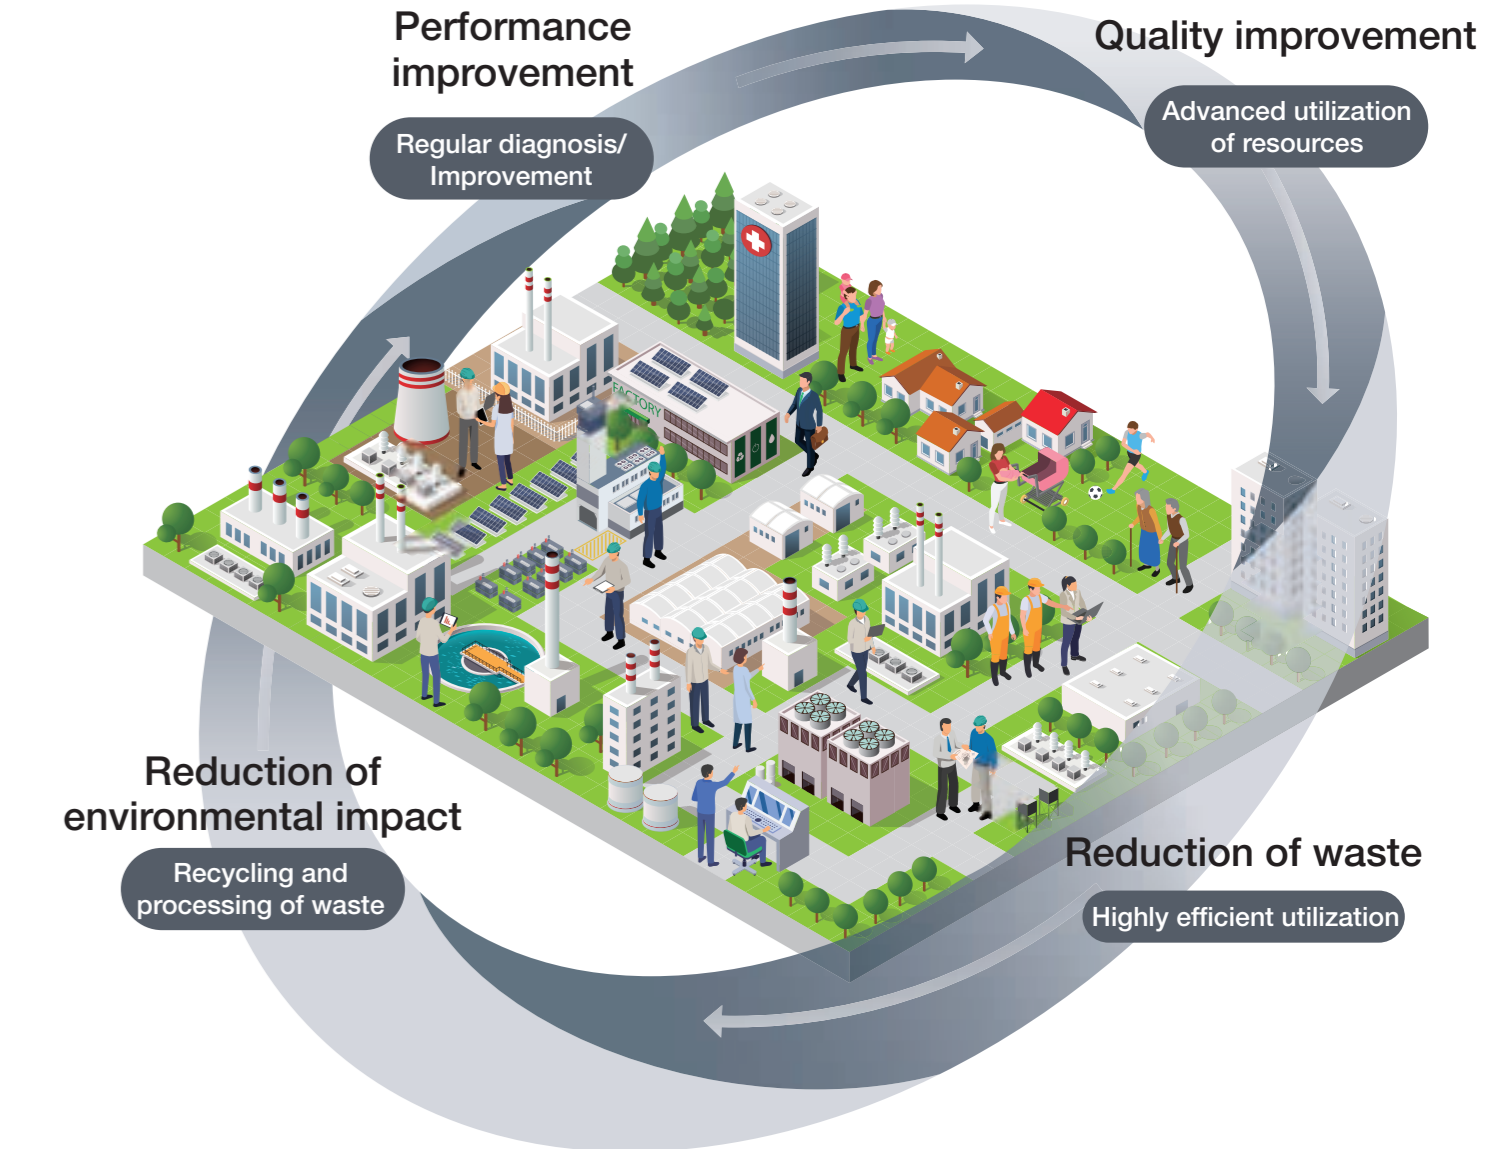 Performance
improvement
Regular diagnosis/
Improvement
Quality improvement
Advanced utilization
of resources
FACTORY
Reduction of
environmental impact
Recycling and
processing of waste
Reduction of waste
Highly efficient utilization